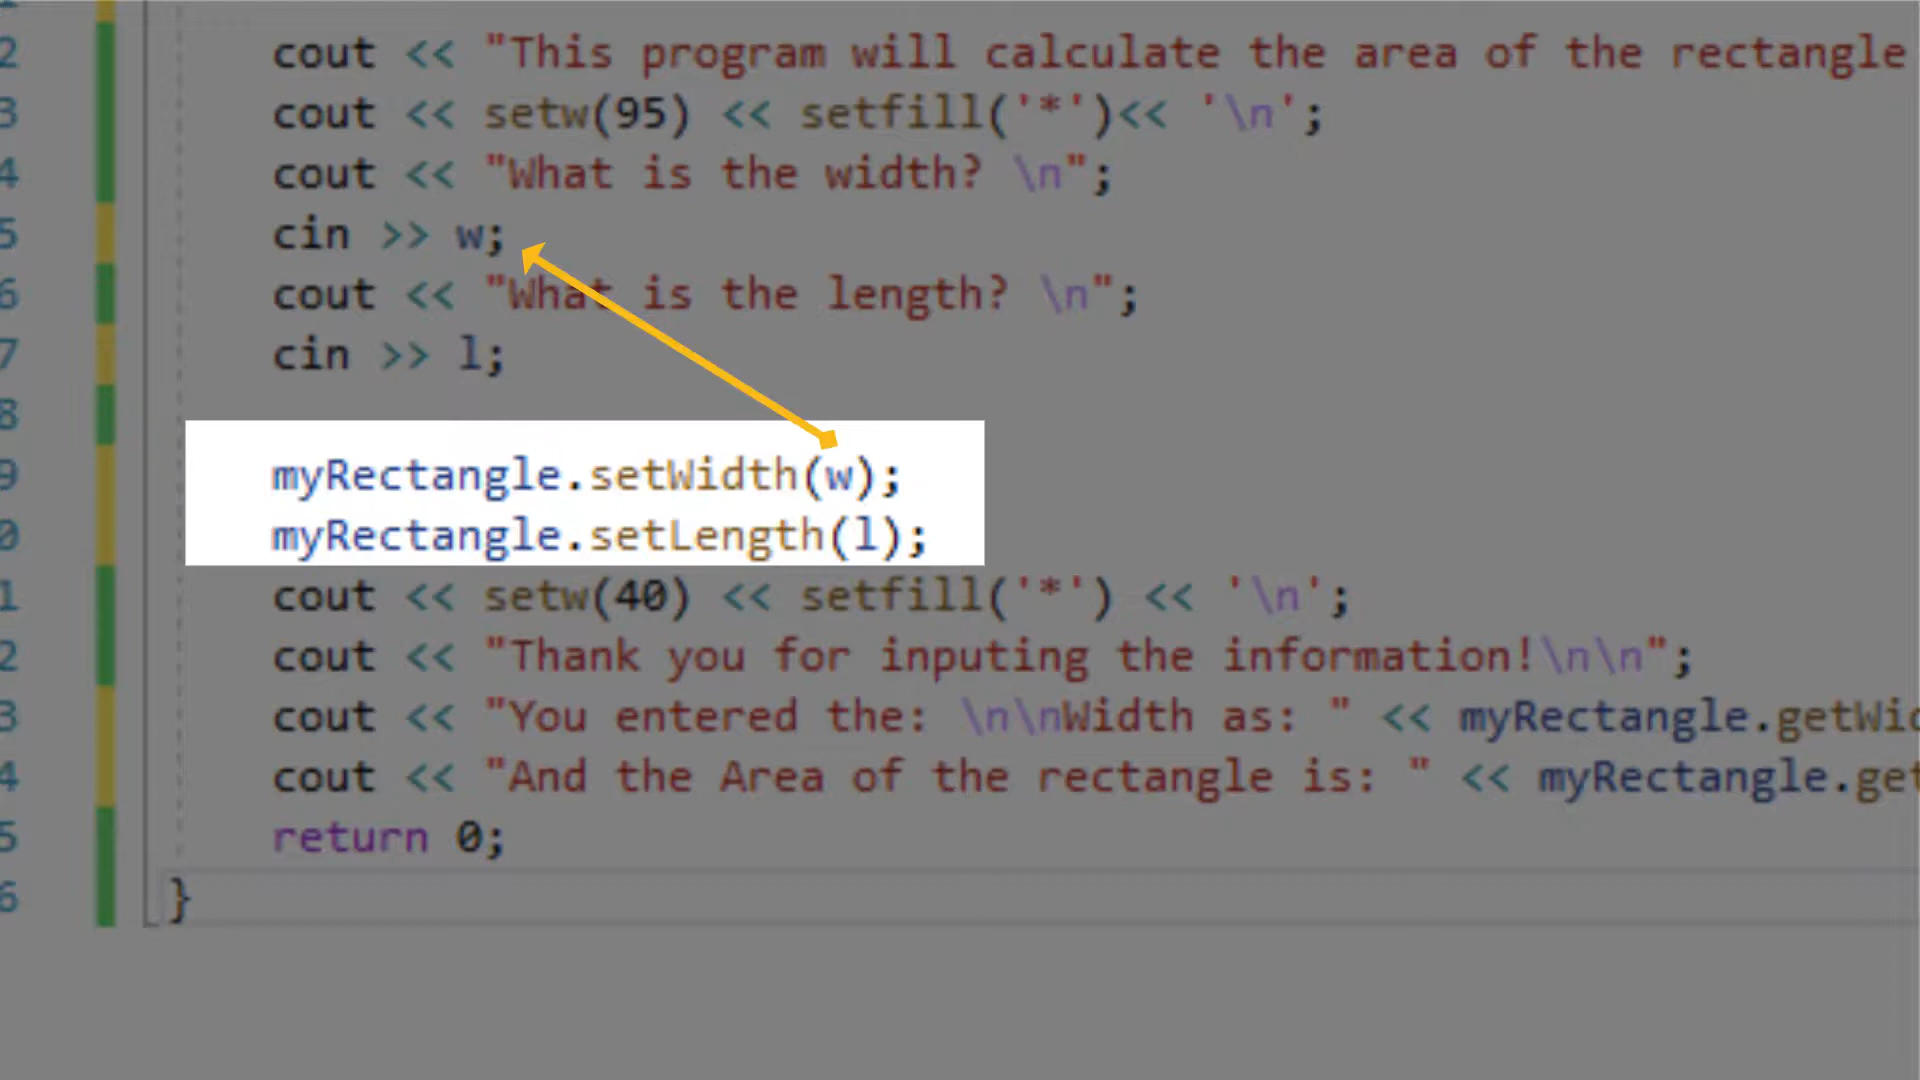 2 cout << "This program will calculate the area of the rectangle
3 cout << setw(95) << setfill('*')<< '\n';
4 cout << "What is the width? \n";
5 cin >> w;
6 cout << "What is the length? \n";
7 cin >> l;
8
9 myRectangle.setWidth(w);
0 myRectangle.setLength(l);
1 cout << setw(40) << setfill('*') << '\n';
2 cout << "Thank you for inputing the information!\n\n";
3 cout << "You entered the: \n\nWidth as: " << myRectangle.getWid
4 cout << "And the Area of the rectangle is: " << myRectangle.get
5 return 0;
6 }